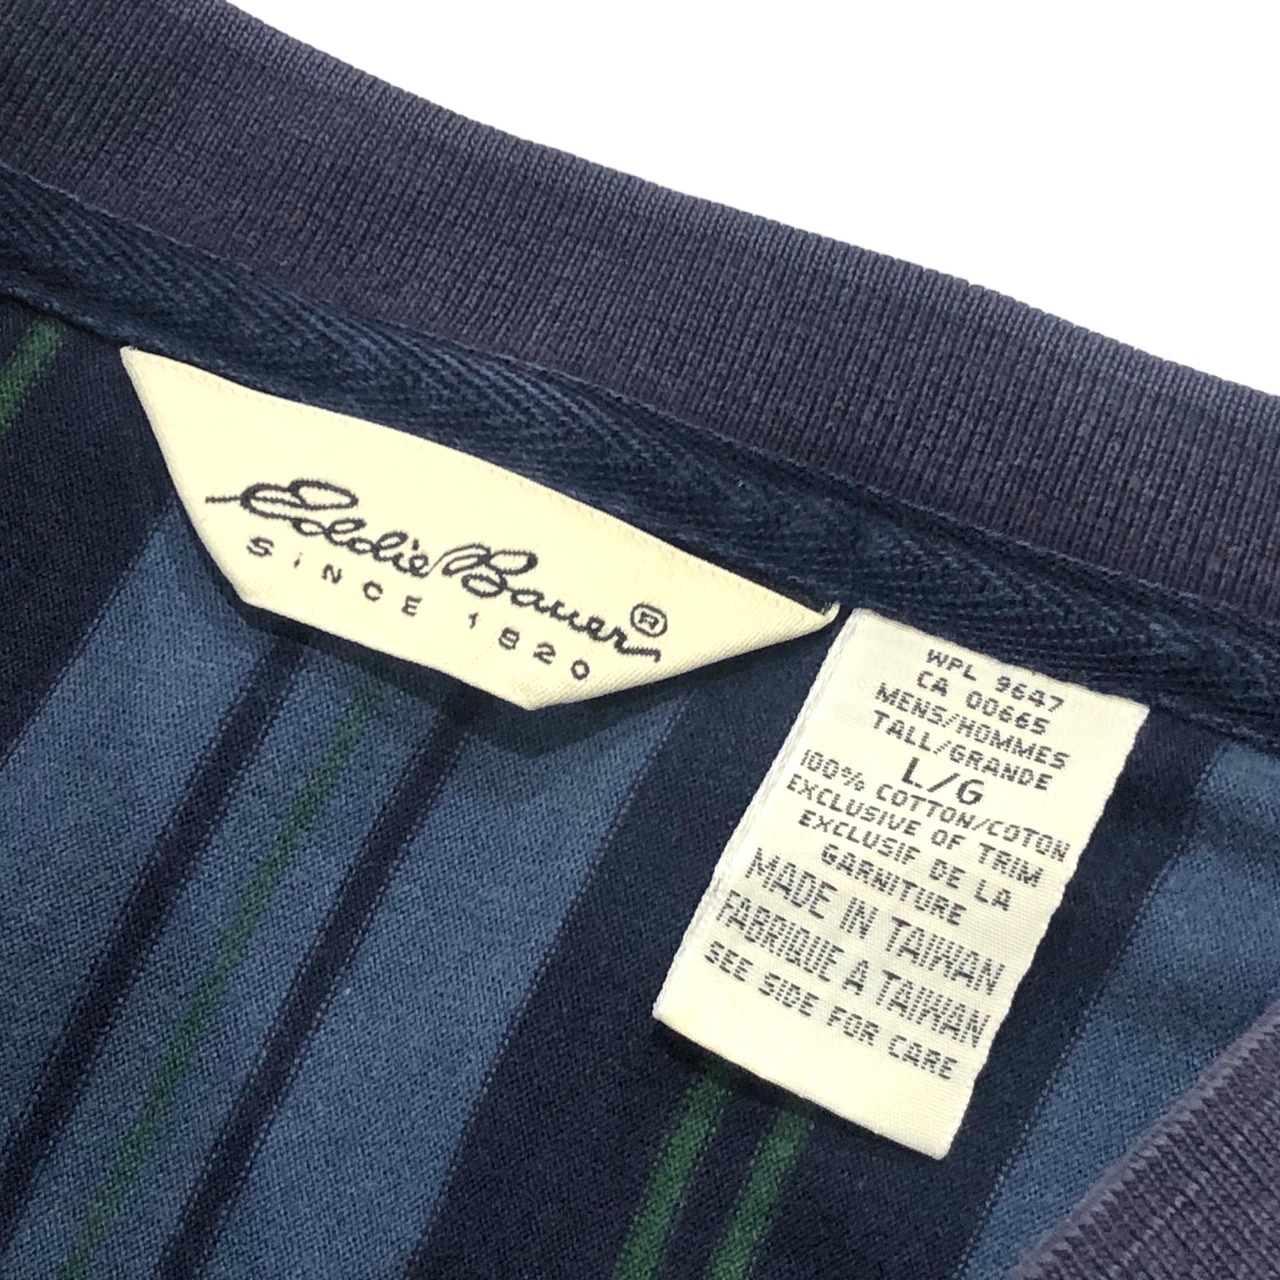 Eddie Bauer®
SiNCE 1920
WPL 9647
CA 00665
MENS/HOMMES
TALL/GRANDE
L/G
100% COTTON/COTON
EXCLUSIVE OF TRIM
EXCLUSIF DE LA
GARNITURE
MADE IN TAIWAN
FABRIQUE A TAIWAN
SEE SIDE FOR CARE